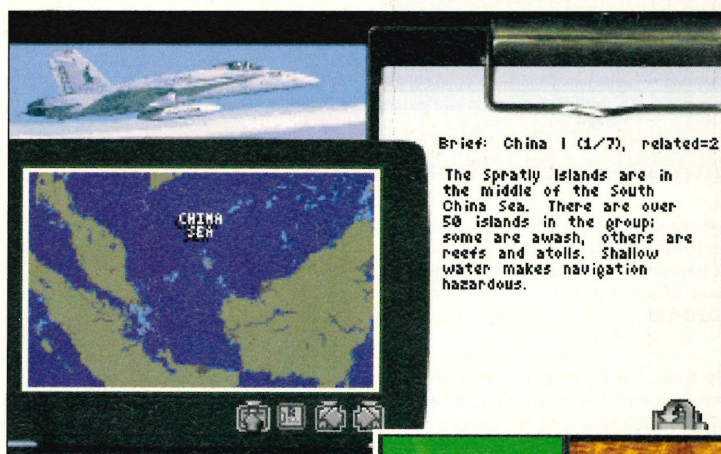 Brief: China 1 (1/7), related=2
The Spratly Islands are in
the middle of the South
China Sea. There are over
50 islands in the group;
some are awash, others are
reefs and atolls. Shallow
water makes navigation
hazardous.
CHINA
SEA